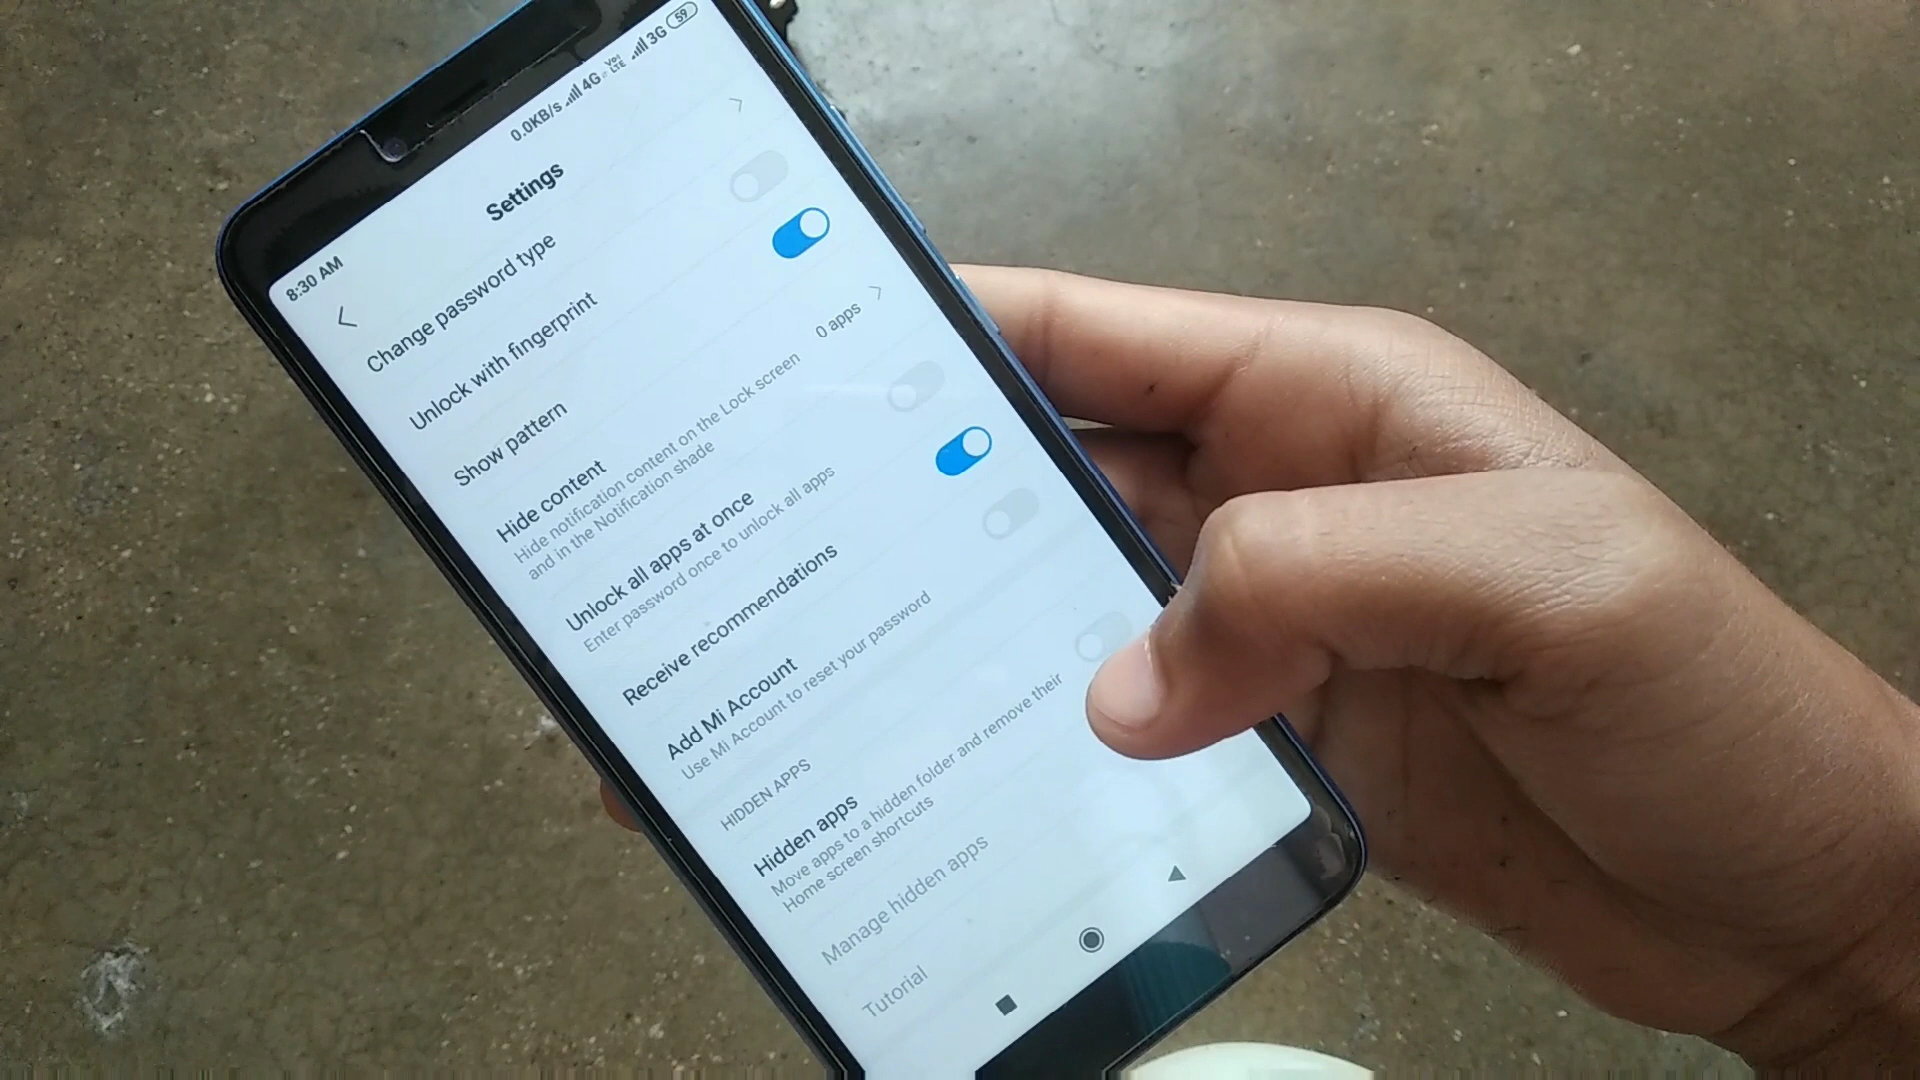 8:30 AM
0.0KB/s 4G Vo) LTE 3G 59
Settings
Change password type
Unlock with fingerprint
Show pattern
Hide content
0 apps
Hide notification content on the Lock screen
and in the Notification shade
Unlock all apps at once
Enter password once to unlock all apps
Receive recommendations
Add Mi Account
Use Mi Account to reset your password
HIDDEN APPS
Hidden apps
Move apps to a hidden folder and remove their
Home screen shortcuts
Manage hidden apps
Tutorial